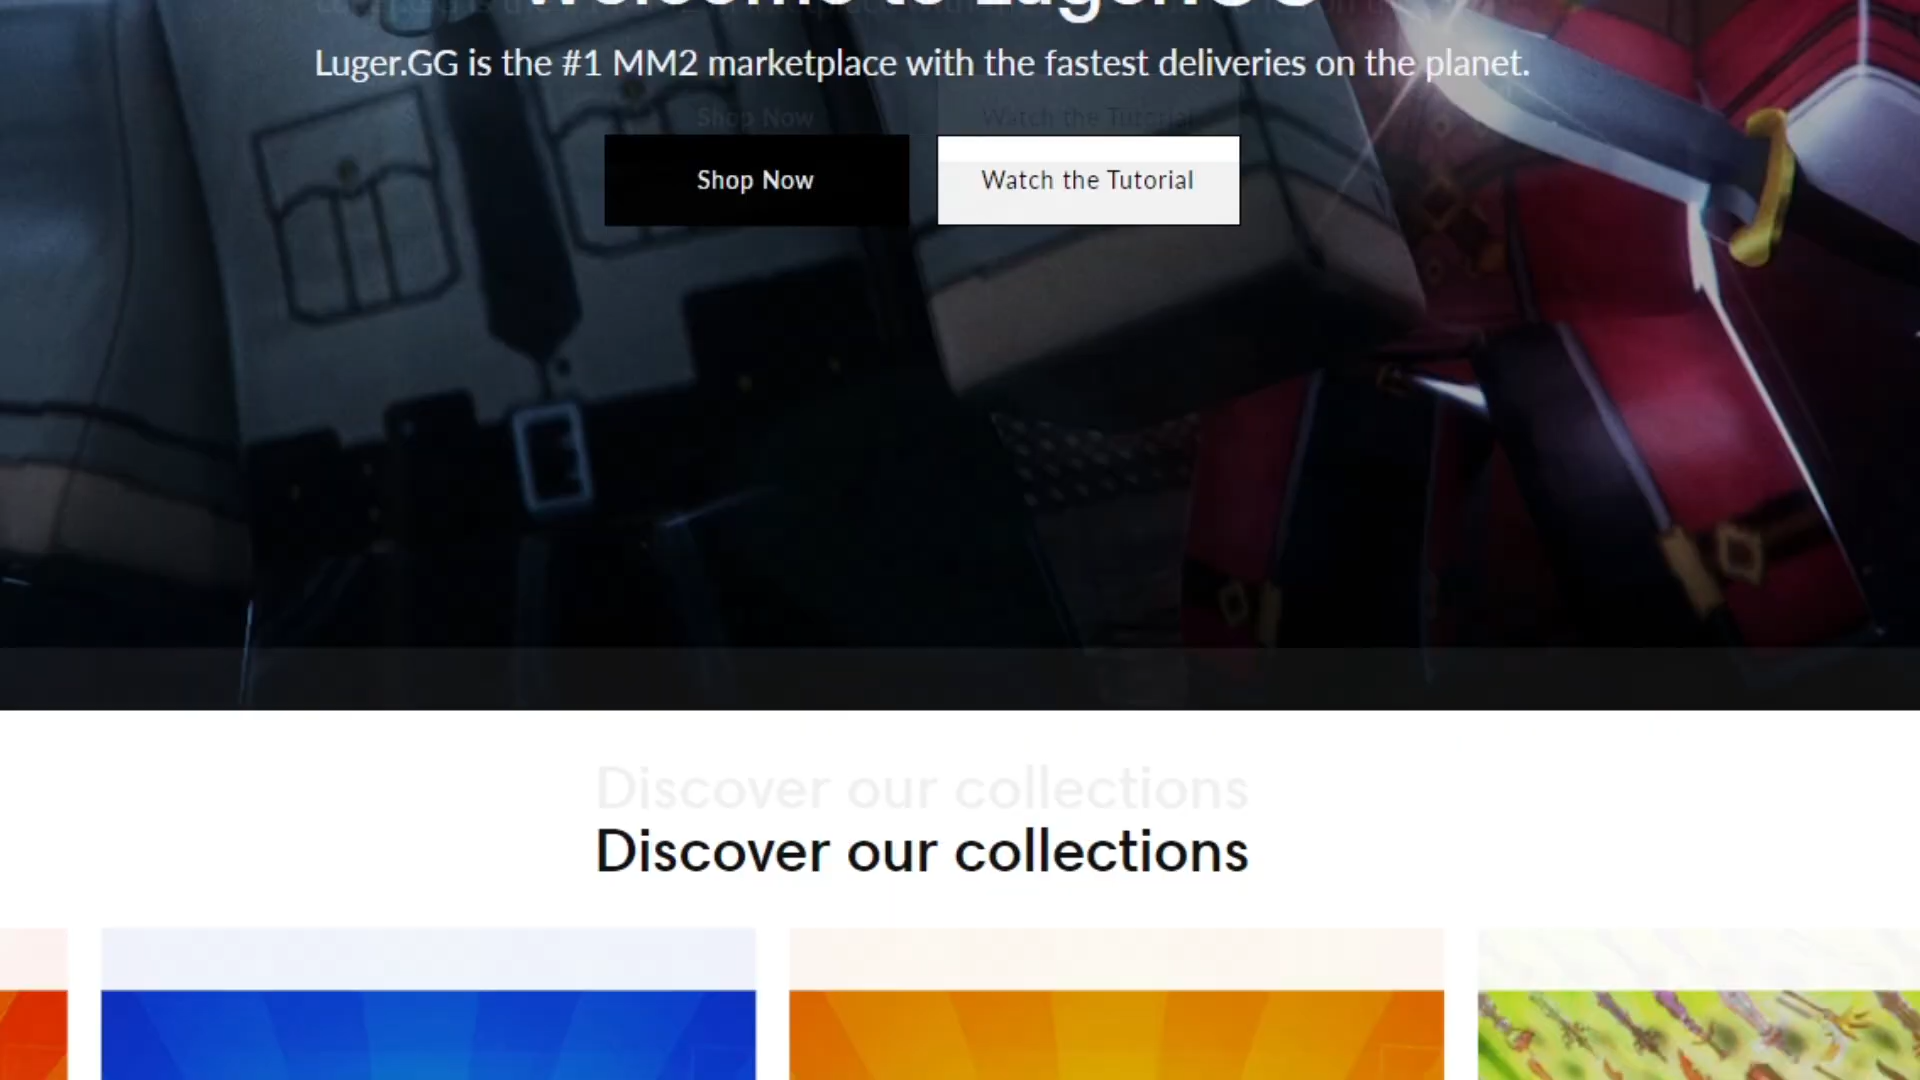 Welcome to Luger.GG
Luger.GG is the #1 MM2 marketplace with the fastest deliveries on the planet.
Shop Now
Watch the Tutorial
Shop Now
Watch the Tutorial
Discover our collections
Discover our collections